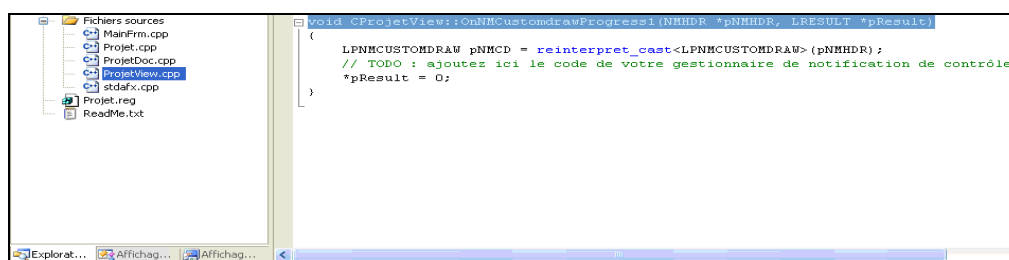 Fichiers sources
MainFrm.cpp
Projet.cpp
ProjetDoc.cpp
ProjetView.cpp
stdafx.cpp
Projet.reg
ReadMe.txt
void CProjetView::OnNMCustomdrawProgress1(NMHDR *pNMHDR, LRESULT *pResult)
{
LPNMCUSTOMDRAW pNMCD = reinterpret_cast<LPNMCUSTOMDRAW>(pNMHDR);
// TODO : ajoutez ici le code de votre gestionnaire de notification de contrôle
*pResult = 0;
}
Explorat... Affichag... Affichag...